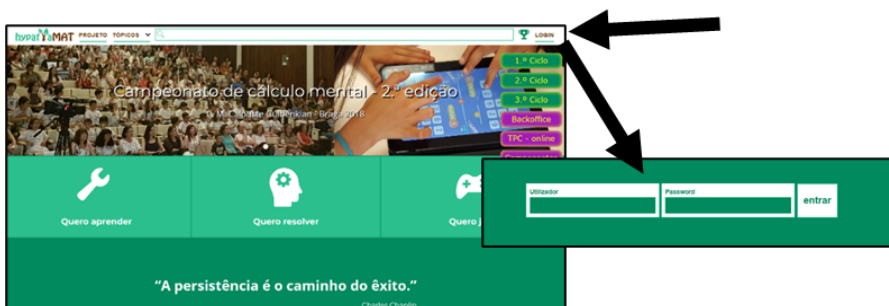 hypatiaMAT PROJETO TÓPICOS LOGIN
Campeonato de cálculo mental - 2.ª edição
Braga 2018
1.º Ciclo
2.º Ciclo
3.º Ciclo
Backoffice
TPC - online
Quero aprender
Quero resolver
Quero j
Utilizador
Password
entrar
“A persistência é o caminho do êxito.”
Charles Chaplin